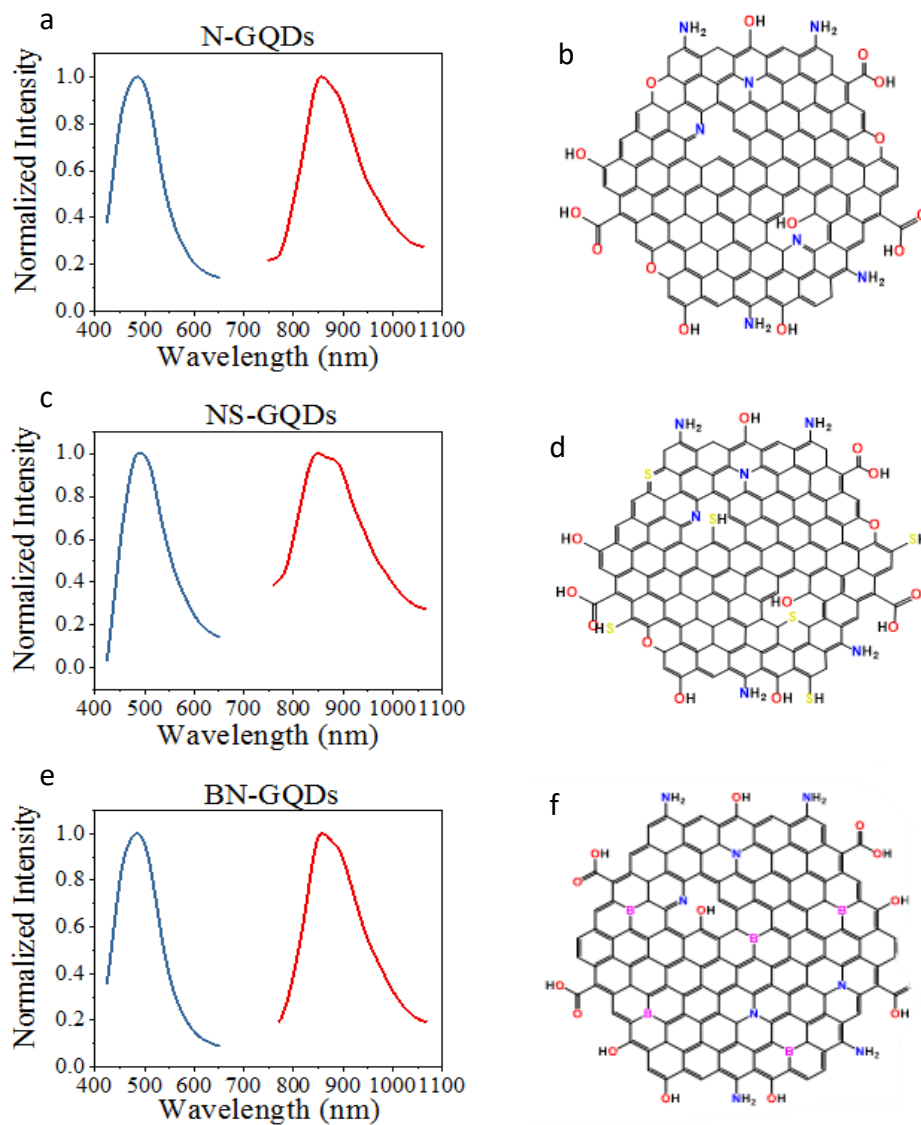 a
N-GQDs
Normalized Intensity
1.0
0.8
0.6
0.4
0.2
0.0
400 500 600 700 800 900 1000 1100
Wavelength (nm)
b
NH2 OH NH2
O N O
OH
N
O
HO
HO O
HO O
N OH
O NH2
OH NH2 OH
c
NS-GQDs
Normalized Intensity
1.0
0.8
0.6
0.4
0.2
0.0
400 500 600 700 800 900 1000 1100
Wavelength (nm)
d
NH2 OH NH2
O
S N OH
N SH O
HO SH
HO HO O
O S HO
HS
O NH2
OH NH2 OH SH
e
BN-GQDs
Normalized Intensity
1.0
0.8
0.6
0.4
0.2
0.0
400 500 600 700 800 900 1000 1100
Wavelength (nm)
f
NH2 OH NH2
O
OH N OH
O
N OH
B OH B
B
HO N O
O OH
B N
HO B NH2
OH NH2 OH